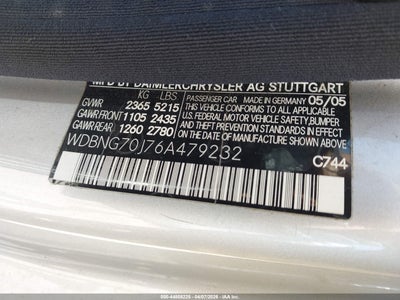 MFD BY DAIMLERCHRYSLER AG STUTTGART
KG LBS
GVWR 2365 5215
GAWR FRONT 1105 2435
GAWR REAR 1260 2780
PASSENGER CAR MADE IN GERMANY 05/05
THIS VEHICLE CONFORMS TO ALL APPLICABLE
U.S. FEDERAL MOTOR VEHICLE SAFETY, BUMPER
AND THEFT PREVENTION STANDARDS IN EFFECT ON THE
DATE OF MANUFACTURE SHOWN ABOVE
WDBNG70J76A479232
C744
000-44058225 - 04/07/2026 - IAA Inc.